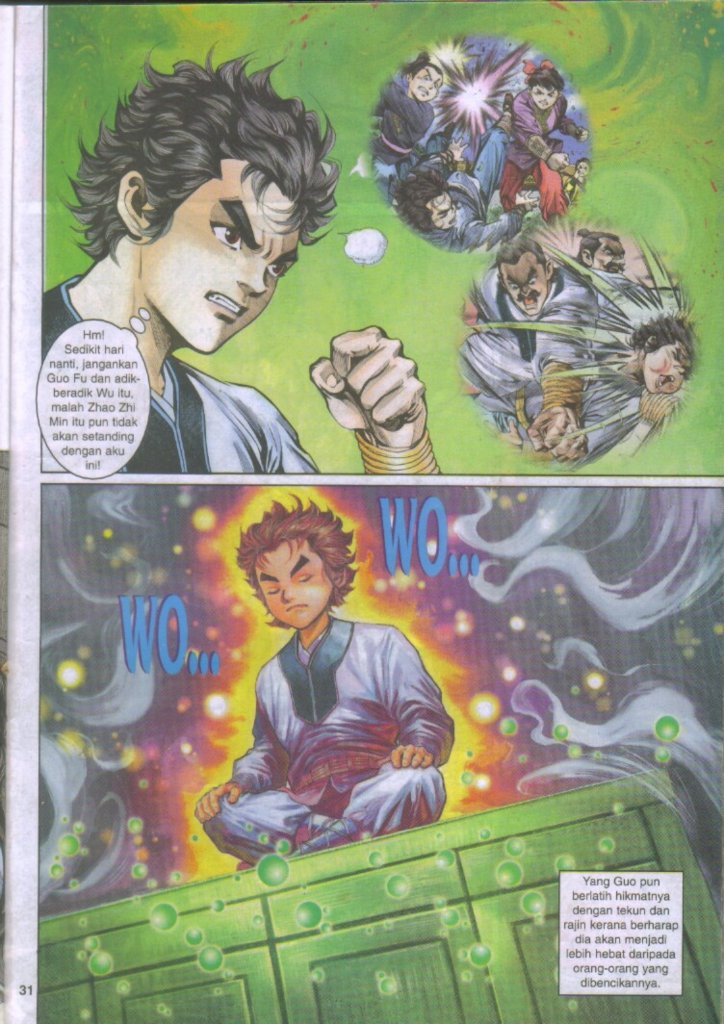 Hm!
Sedikit hari
nanti, jangankan
Guo Fu dan adik-
beradik Wu itu,
malah Zhao Zhi
Min itu pun tidak
akan setanding
dengan aku
ini!
WO...
WO...
Yang Guo pun
berlatih hikmatnya
dengan tekun dan
rajin kerana berharap
dia akan menjadi
lebih hebat daripada
orang-orang yang
dibencikannya.
31